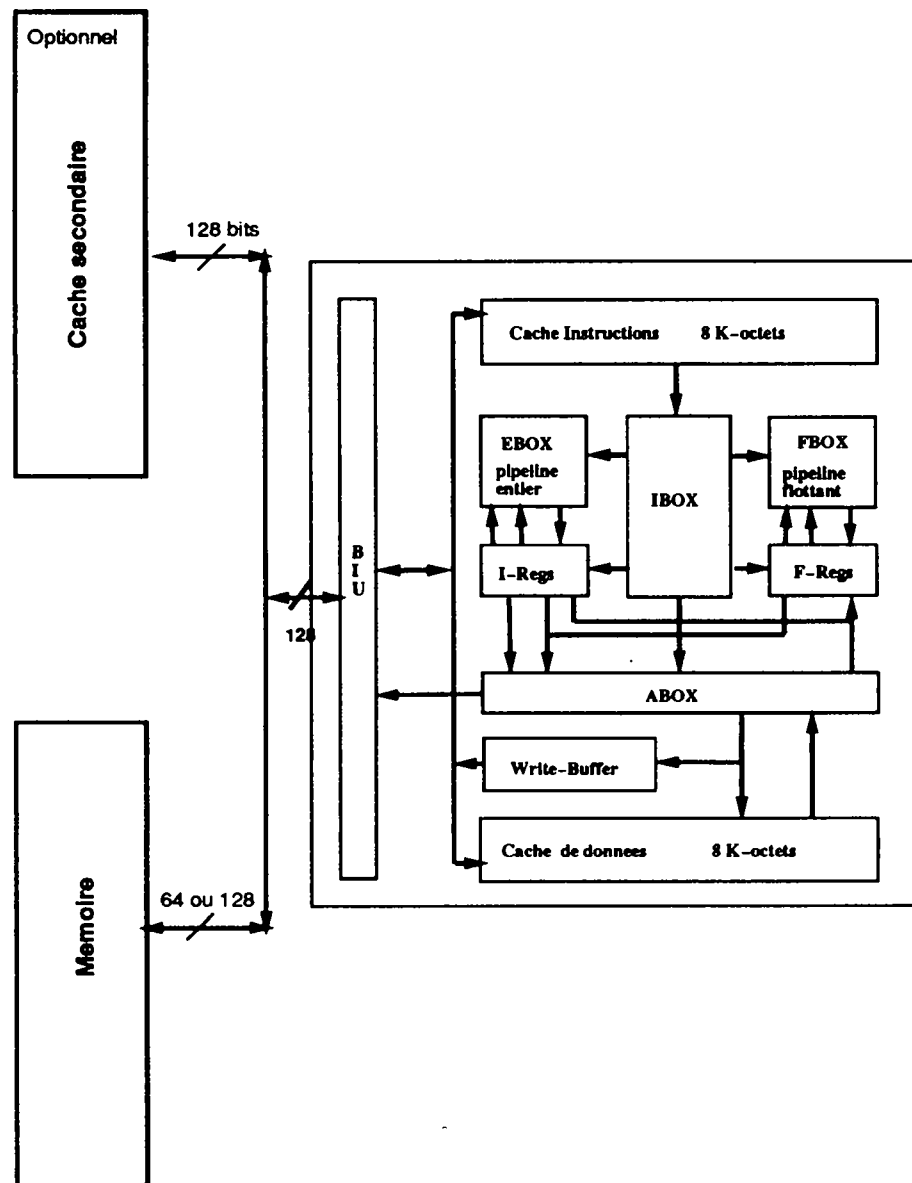 Optionnel
Cache secondaire
128 bits
Cache Instructions 8 K-octets
EBOX
pipeline
entier
IBOX
FBOX
pipeline
flottant
B
I
U
I-Regs
F-Regs
128
ABOX
Write-Buffer
Cache de donnees 8 K-octets
64 ou 128
Memoire